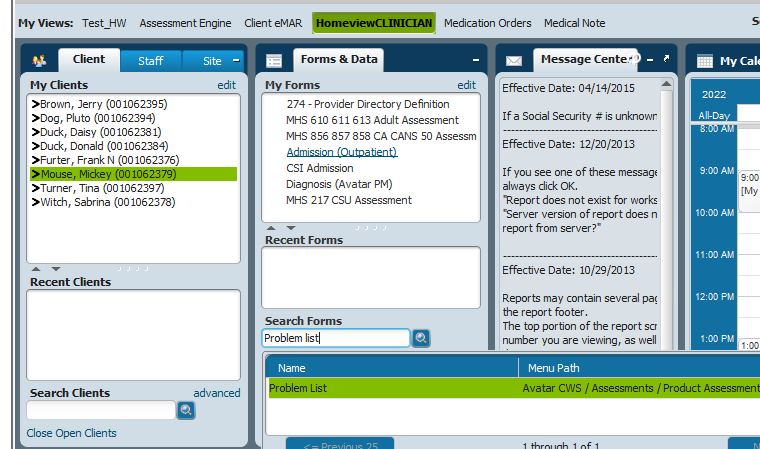 My Views: Test_HW Assessment Engine Client eMAR HomeviewCLINICIAN Medication Orders Medical Note S
Client Staff Site
My Clients edit
>Brown, Jerry (001062395)
>Dog, Pluto (001062394)
>Duck, Daisy (001062381)
>Duck, Donald (001062384)
>Furter, Frank N (001062376)
>Mouse, Mickey (001062379)
>Turner, Tina (001062397)
>Witch, Sabrina (001062378)
Recent Clients
Search Clients advanced
Close Open Clients
Forms & Data
My Forms edit
274 - Provider Directory Definition
MHS 610 611 613 Adult Assessment
MHS 856 857 858 CA CANS 50 Assessm
Admission (Outpatient)
CSI Admission
Diagnosis (Avatar PM)
MHS 217 CSU Assessment
Recent Forms
Search Forms
Problem list
Name Menu Path
Problem List Avatar CWS / Assessments / Product Assessment
<= Previous 25 1 through 1 of 1 N
Message Center
Effective Date: 04/14/2015
If a Social Security # is unknown
Effective Date: 12/20/2013
If you see one of these message
always click OK.
"Report does not exist for works
"Server version of report does n
report from server?"
Effective Date: 10/29/2013
Reports may contain several pag
the report footer.
The top portion of the report scr
number you are viewing, as well
My Cale
2022
All-Day
8:00 AM
9:00 AM 9:00
[My
10:00 AM
11:00 AM
12:00 PM
1:00 PM 1:00